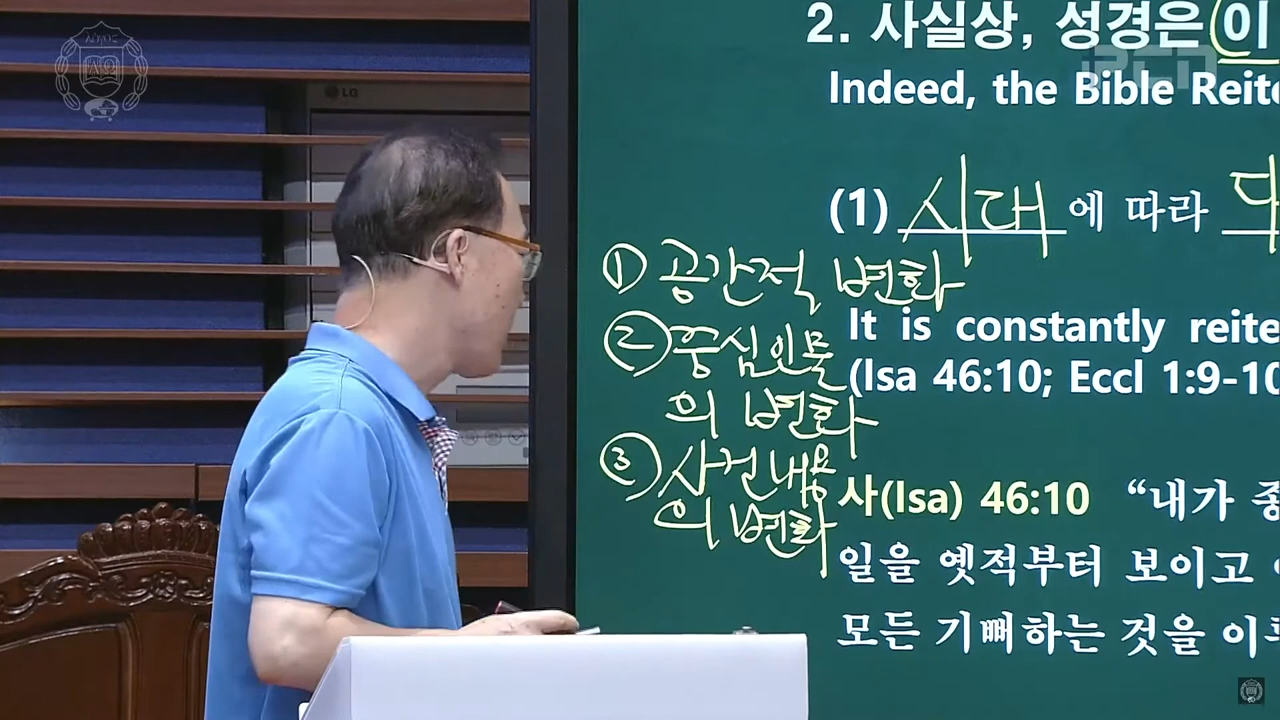 2. 사실상, 성경은 이
Indeed, the Bible Reite
(1) 시대에 따라
① 공간적 변화
It is constantly reite
② 중심인물
(Isa 46:10; Eccl 1:9-10
의 변화
③ 사건내용
사(Isa) 46:10 “내가 종
의 변화
일을 옛적부터 보이고
모든 기뻐하는 것을 이루
LG